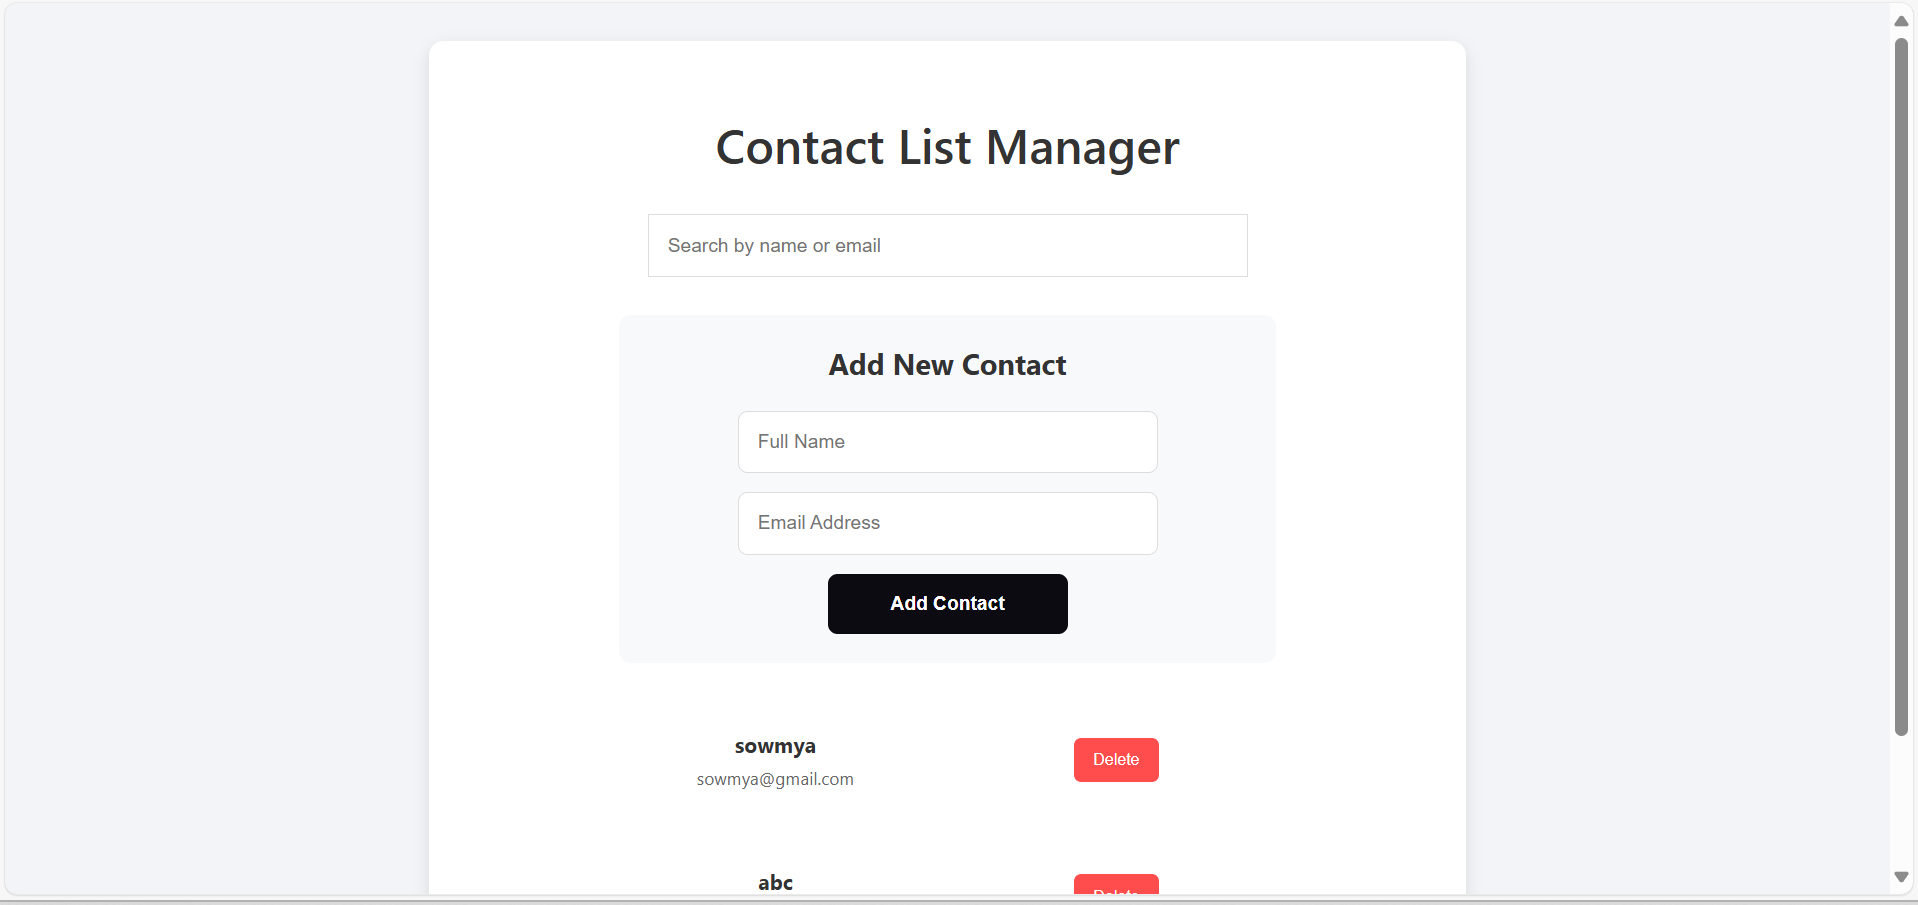 Contact List Manager
Search by name or email
Add New Contact
Full Name
Email Address
Add Contact
sowmya
Delete
sowmya@gmail.com
abc
Delete